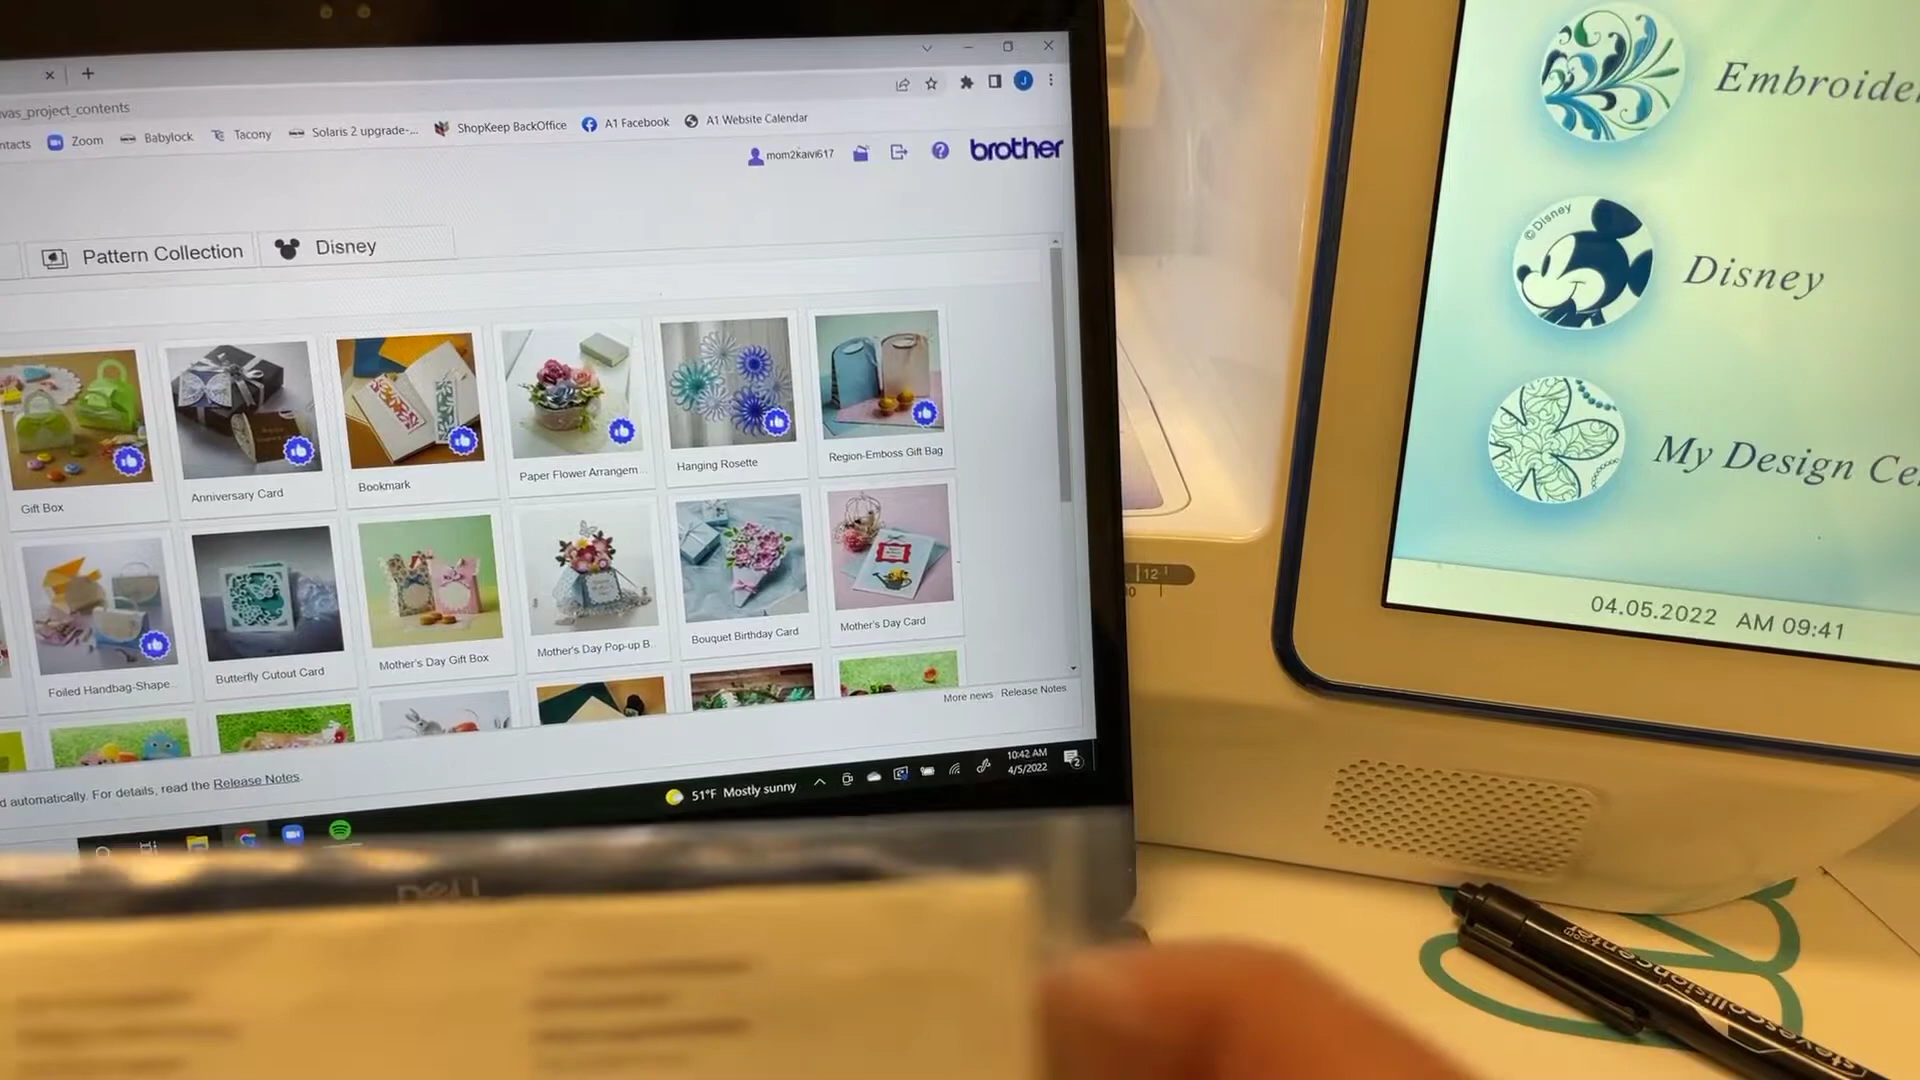 vas_project_contents
ntacts
Zoom
Babylock
Tacony
Solaris 2 upgrade-...
ShopKeep BackOffice
A1 Facebook
A1 Website Calendar
J
mom2kaivi617
brother
Pattern Collection
Disney
Gift Box
Anniversary Card
Bookmark
Paper Flower Arrangem...
Hanging Rosette
Region-Emboss Gift Bag
Foiled Handbag-Shape...
Butterfly Cutout Card
Mother's Day Gift Box
Mother's Day Pop-up B.
Bouquet Birthday Card
Mother's Day Card
More news
Release Notes
d automatically. For details, read the Release Notes.
51°F Mostly sunny
10:42 AM
4/5/2022
2
DELL
Embroide
©Disney
Disney
My Design Ce
04.05.2022 AM 09:41
12
stevescollisioncenter